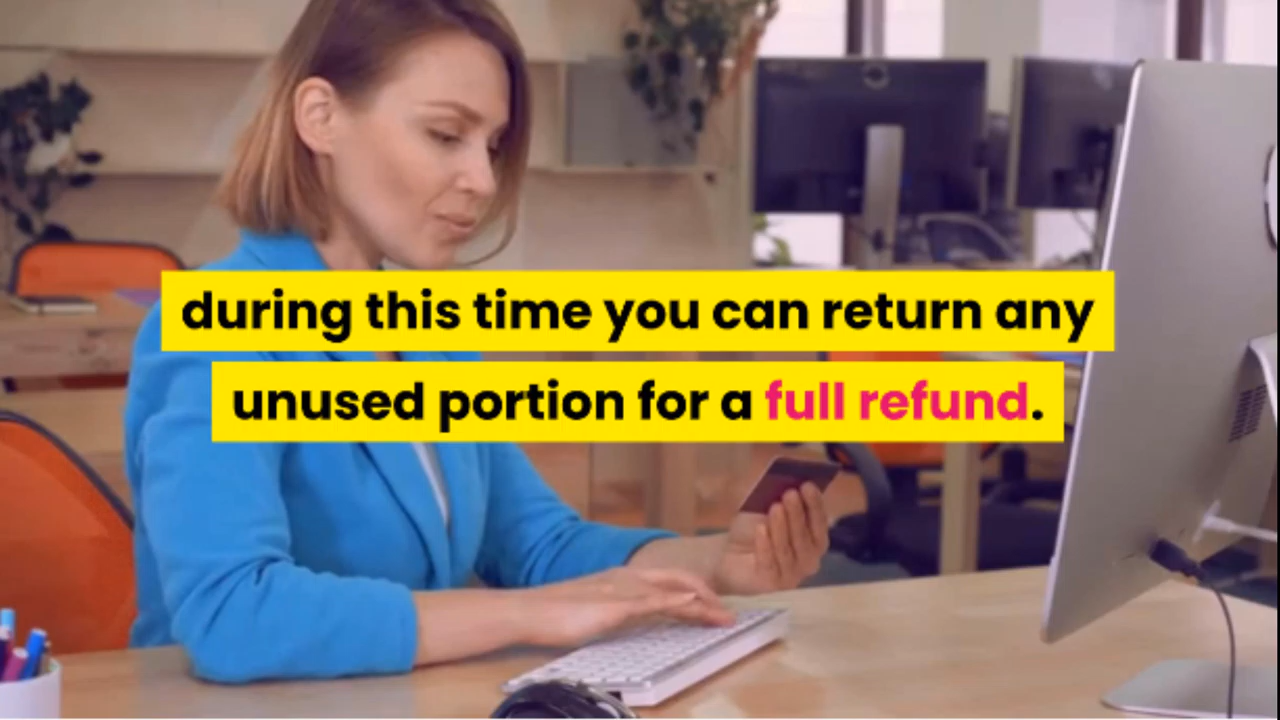 during this time you can return any
unused portion for a full refund.